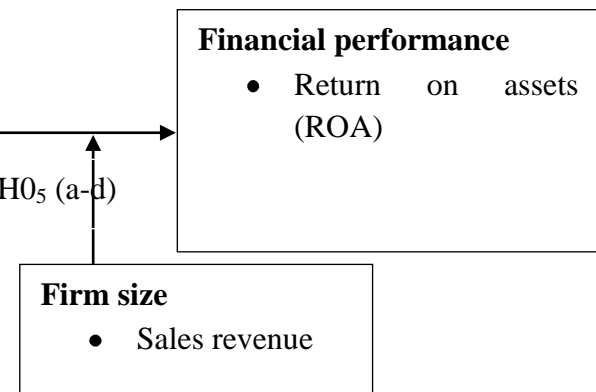 Financial performance
• Return on assets
(ROA)
H0₅ (a-d)
Firm size
• Sales revenue